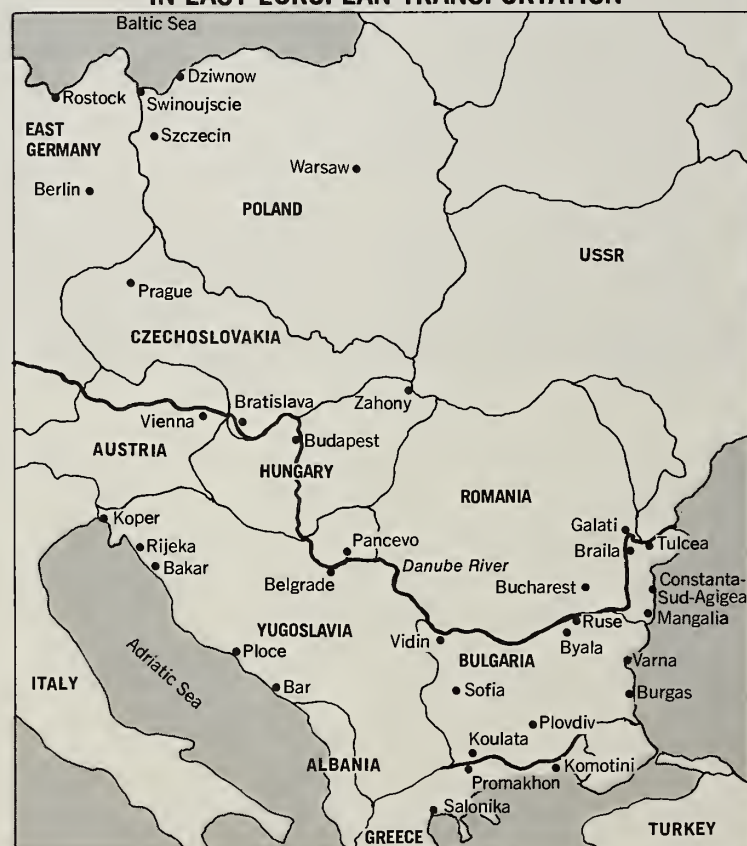 IN EAST EUROPEAN TRANSPORTATION
Baltic Sea
Dziwnow
Rostock
Swinoujscie
EAST
GERMANY
Szczecin
Warsaw
Berlin
POLAND
USSR
Prague
CZECHOSLOVAKIA
Zahony
Bratislava
Vienna
Budapest
AUSTRIA
HUNGARY
ROMANIA
Koper
Galati
Rijeka
Pancevo
Braila
Tulcea
Bakar
Belgrade
Danube River
Bucharest
Constanta-
Sud-Agigea
Mangalia
Ruse
YUGOSLAVIA
Vidin
Byala
Ploce
BULGARIA
Varna
Adriatic Sea
ITALY
Bar
Sofia
Burgas
Plovdiv
Koulata
ALBANIA
Promakhon
Komotini
Salonika
GREECE
TURKEY